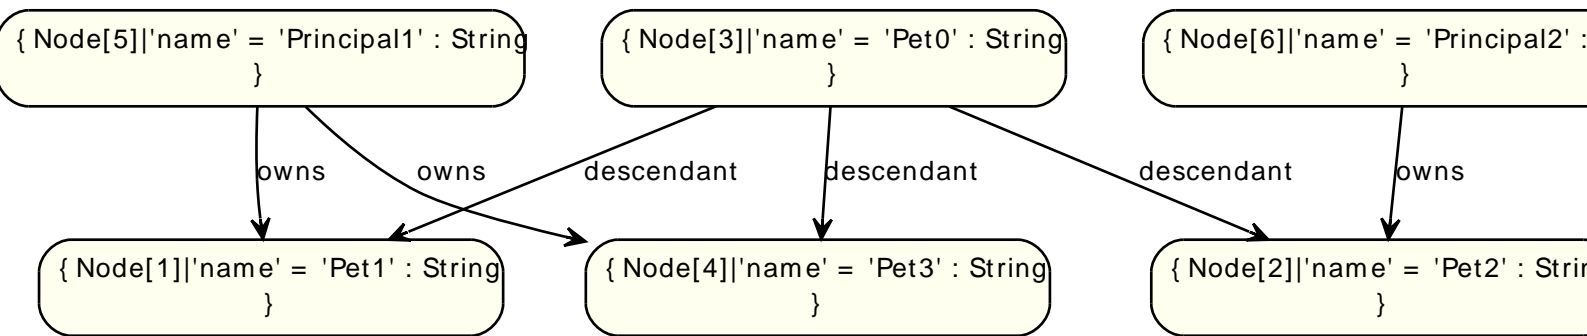 { Node[5]|'name' = 'Principal1' : String
}
{ Node[3]|'name' = 'Pet0' : String
}
{ Node[6]|'name' = 'Principal2' :
}
owns
owns
descendant
descendant
descendant
owns
{ Node[1]|'name' = 'Pet1' : String
}
{ Node[4]|'name' = 'Pet3' : String
}
{ Node[2]|'name' = 'Pet2' :
}